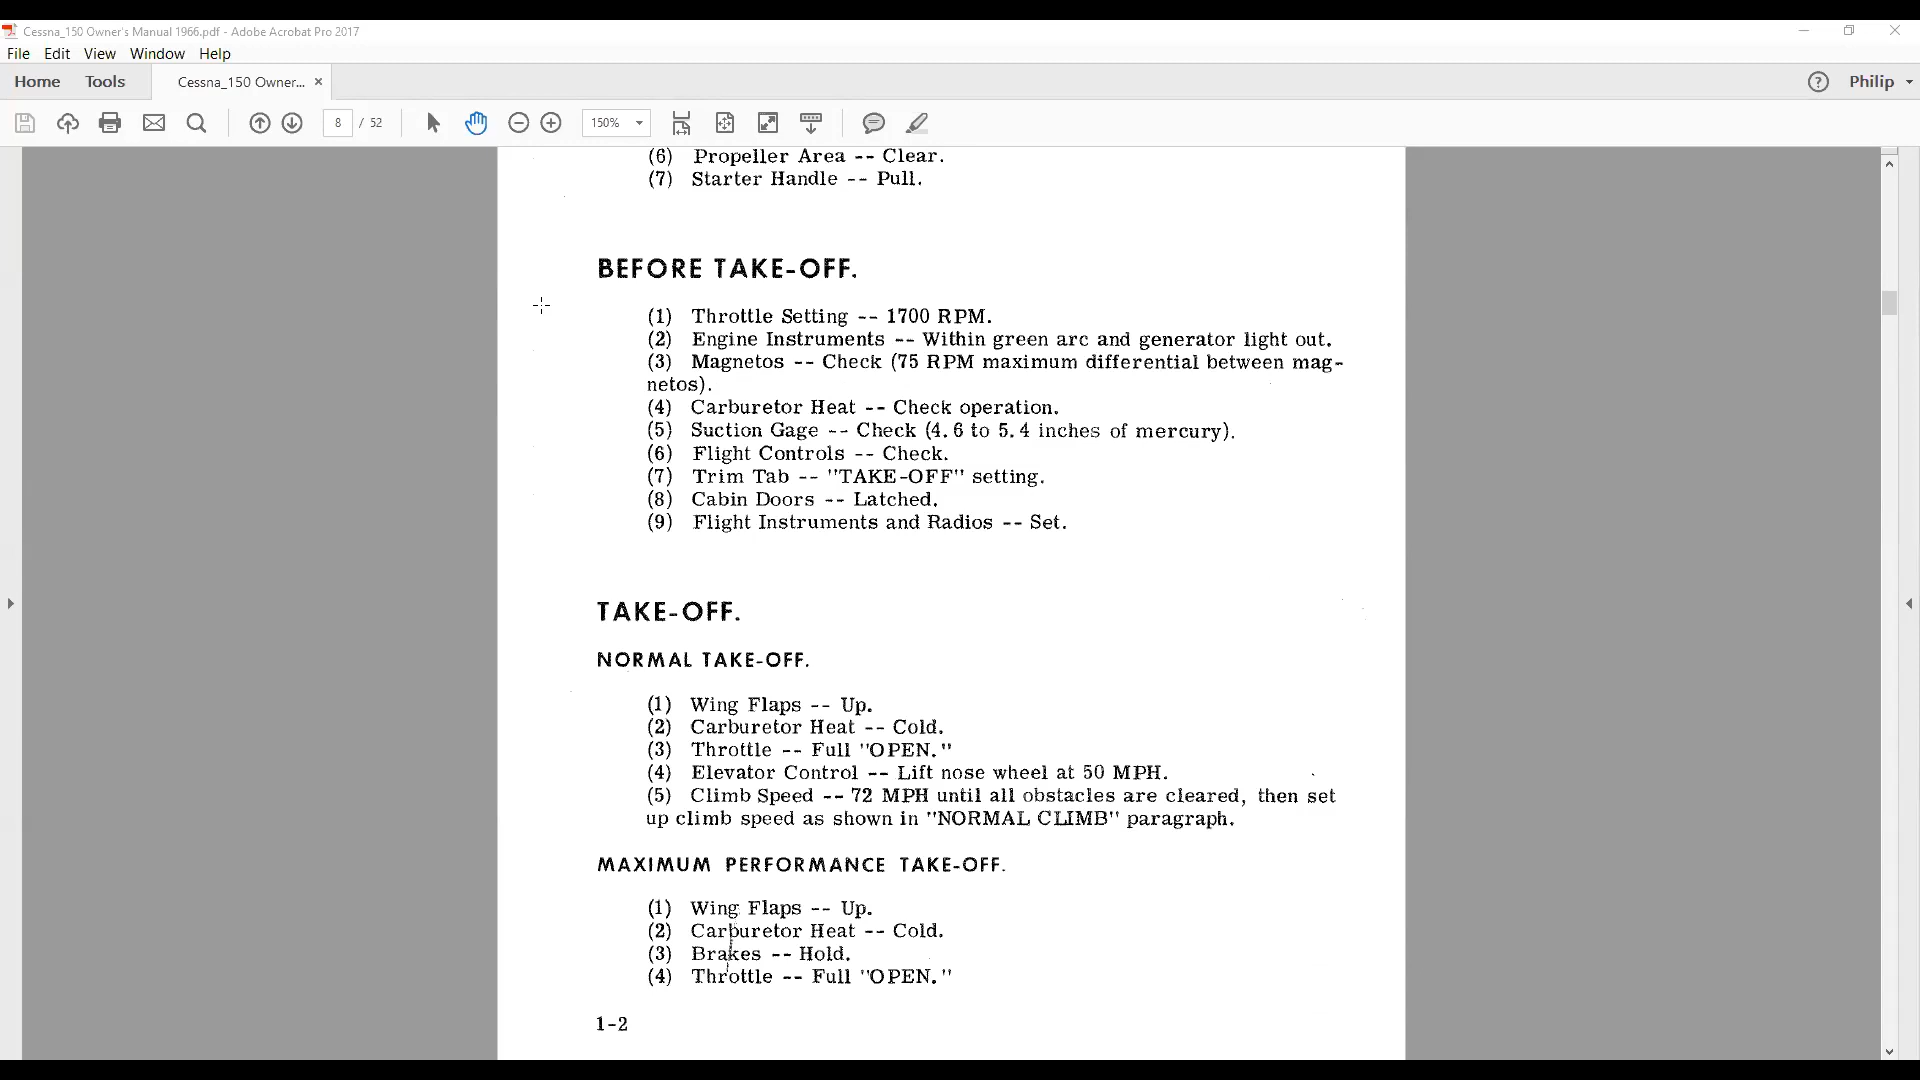 Cessna_150 Owner's Manual 1966.pdf - Adobe Acrobat Pro 2017
File Edit View Window Help
Home Tools Cessna_150 Owner... × Philip
8 / 52 150%
(6) Propeller Area -- Clear.
(7) Starter Handle -- Pull.
BEFORE TAKE-OFF.
(1) Throttle Setting -- 1700 RPM.
(2) Engine Instruments -- Within green arc and generator light out.
(3) Magnetos -- Check (75 RPM maximum differential between mag-
netos).
(4) Carburetor Heat -- Check operation.
(5) Suction Gage -- Check (4.6 to 5.4 inches of mercury).
(6) Flight Controls -- Check.
(7) Trim Tab -- "TAKE-OFF" setting.
(8) Cabin Doors -- Latched.
(9) Flight Instruments and Radios -- Set.
TAKE-OFF.
NORMAL TAKE-OFF.
(1) Wing Flaps -- Up.
(2) Carburetor Heat -- Cold.
(3) Throttle -- Full "OPEN."
(4) Elevator Control -- Lift nose wheel at 50 MPH.
(5) Climb Speed -- 72 MPH until all obstacles are cleared, then set
up climb speed as shown in "NORMAL CLIMB" paragraph.
MAXIMUM PERFORMANCE TAKE-OFF.
(1) Wing Flaps -- Up.
(2) Carburetor Heat -- Cold.
(3) Brakes -- Hold.
(4) Throttle -- Full "OPEN."
1-2